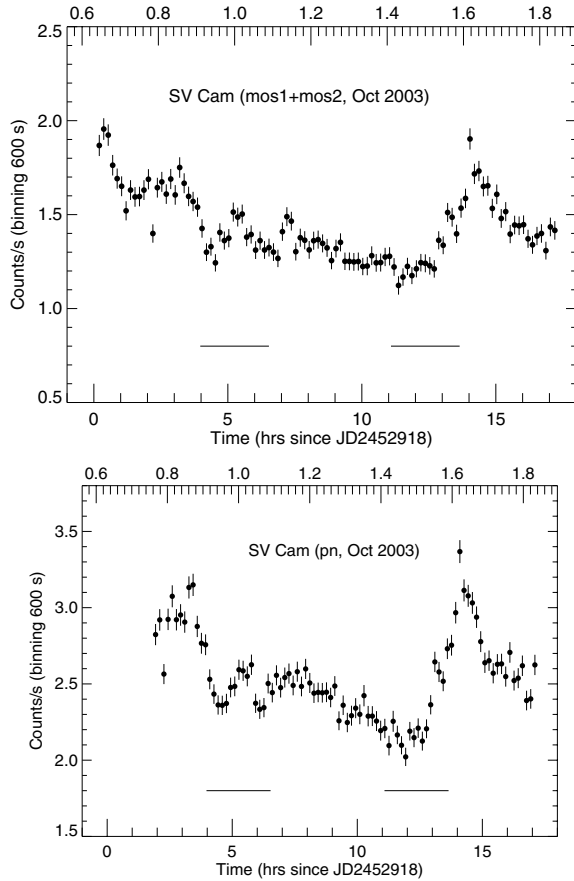 0.6 0.8 1.0 1.2 1.4 1.6 1.8
2.5
SV Cam (mos1+mos2, Oct 2003)
2.0
1.5
1.0
0.5
Counts/s (binning 600 s)
0 5 10 15
Time (hrs since JD2452918)
0.6 0.8 1.0 1.2 1.4 1.6 1.8
3.5
SV Cam (pn, Oct 2003)
3.0
2.5
2.0
1.5
Counts/s (binning 600 s)
0 5 10 15
Time (hrs since JD2452918)